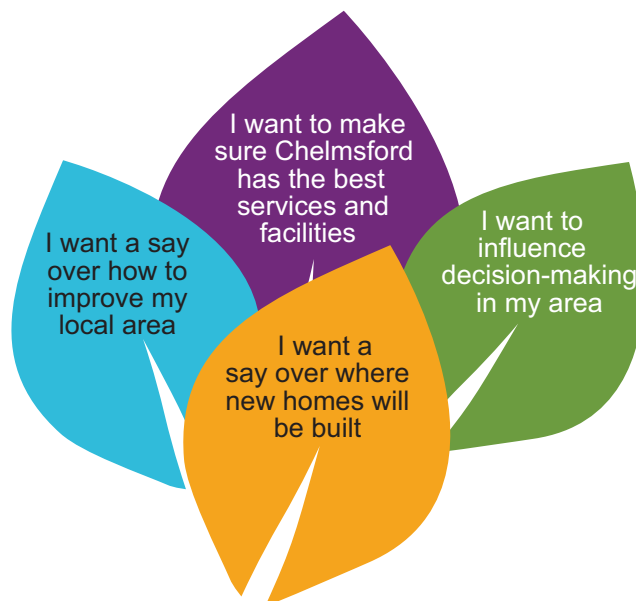 I want to make
sure Chelmsford
has the best
services and
facilities
I want a say
over how to
improve my
local area
I want to
influence
decision-making
in my area
I want a
say over where
new homes will
be built